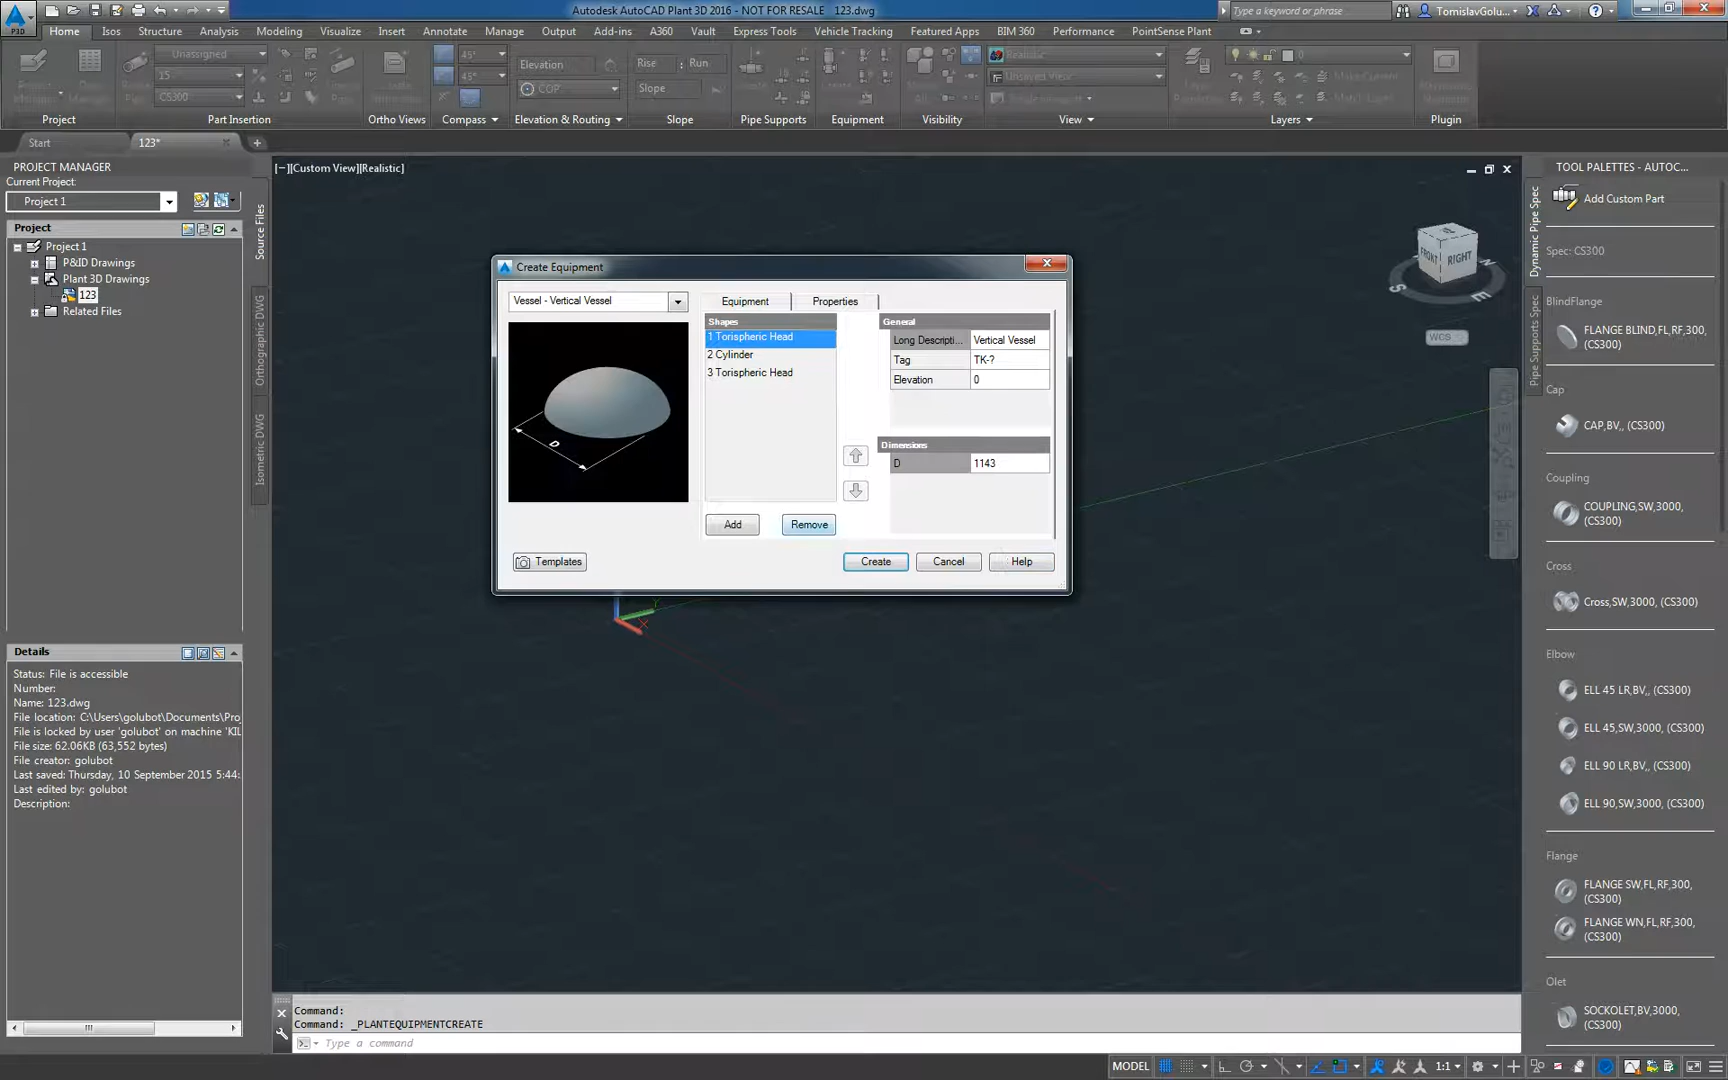 Autodesk AutoCAD Plant 3D 2016 - NOT FOR RESALE 123.dwg
Type a keyword or phrase
TomislavGolu...
P3D
Home Isos Structure Analysis Modeling Visualize Insert Annotate Manage Output Add-ins A360 Vault Express Tools Vehicle Tracking Featured Apps BIM 360 Performance PointSense Plant
Unassigned
15
CS300
45°
45°
Elevation
COP
Rise : Run
Slope
Realistic
Unsaved View
0
Make Current
Project Part Insertion Ortho Views Compass Elevation & Routing Slope Pipe Supports Equipment Visibility View Layers Plugin
Start 123*
PROJECT MANAGER
Current Project:
Project 1
Project
Project 1
P&ID Drawings
Plant 3D Drawings
123
Related Files
Source Files
Orthographic DWG
Isometric DWG
Details
Status: File is accessible
Number:
Name: 123.dwg
File location: C:\Users\golubot\Documents\Proj
File is locked by user 'golubot' on machine 'KIL
File size: 62.06KB (63,552 bytes)
File creator: golubot
Last saved: Thursday, 10 September 2015 5:44:
Last edited by: golubot
Description:
[−][Custom View][Realistic]
FRONT RIGHT
S E
WCS
Create Equipment
Vessel - Vertical Vessel
Equipment Properties
Shapes
1 Torispheric Head
2 Cylinder
3 Torispheric Head
D
Add Remove
General
Long Descripti... Vertical Vessel
Tag TK-?
Elevation 0
Dimensions
D 1143
Templates
Create Cancel Help
Y
X
Command:
Command: _PLANTEQUIPMENTCREATE
Type a command
TOOL PALETTES - AUTOC...
Dynamic Pipe Spec
Pipe Supports Spec
Add Custom Part
Spec: CS300
BlindFlange
FLANGE BLIND,FL,RF,300,
(CS300)
Cap
CAP,BV,, (CS300)
Coupling
COUPLING,SW,3000,
(CS300)
Cross
Cross,SW,3000, (CS300)
Elbow
ELL 45 LR,BV,, (CS300)
ELL 45,SW,3000, (CS300)
ELL 90 LR,BV,, (CS300)
ELL 90,SW,3000, (CS300)
Flange
FLANGE SW,FL,RF,300,
(CS300)
FLANGE WN,FL,RF,300,
(CS300)
Olet
SOCKOLET,BV,3000,
(CS300)
MODEL 1:1